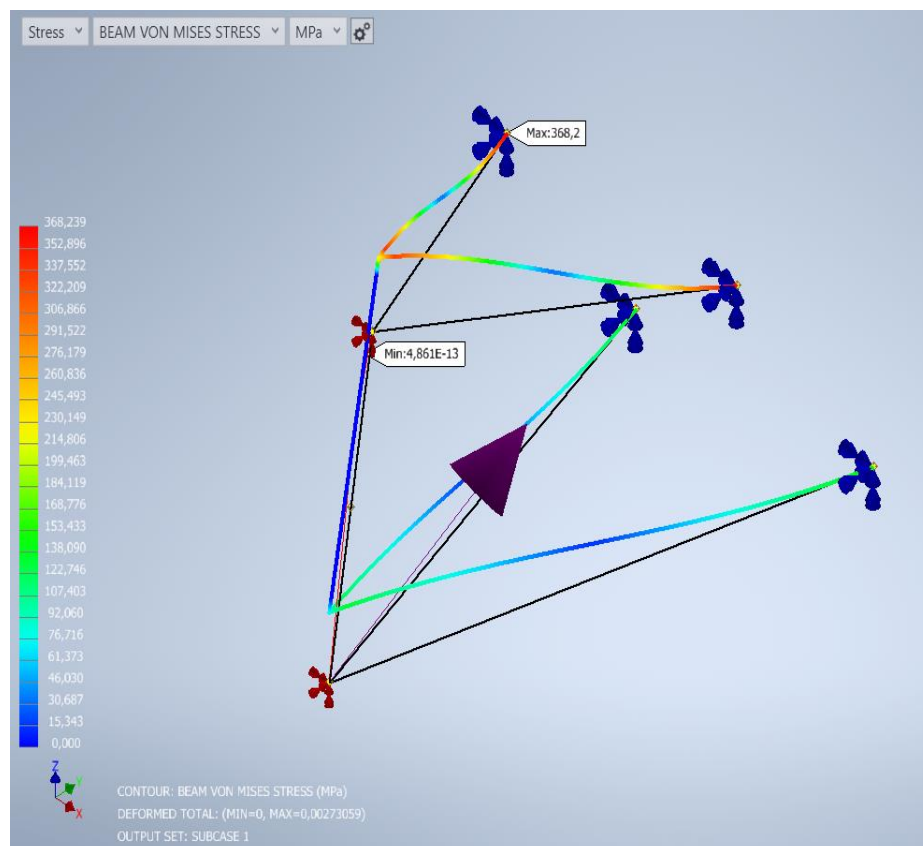 Stress BEAM VON MISES STRESS MPa
Max:368,2
Min:4,861E-13
368,239
352,896
337,552
322,209
306,866
291,522
276,179
260,836
245,493
230,149
214,806
199,463
184,119
168,776
153,433
138,090
122,746
107,403
92,060
76,716
61,373
46,030
30,687
15,343
0,000
Z
Y
X
CONTOUR: BEAM VON MISES STRESS (MPa)
DEFORMED TOTAL: (MIN=0, MAX=0,00273059)
OUTPUT SET: SUBCASE 1